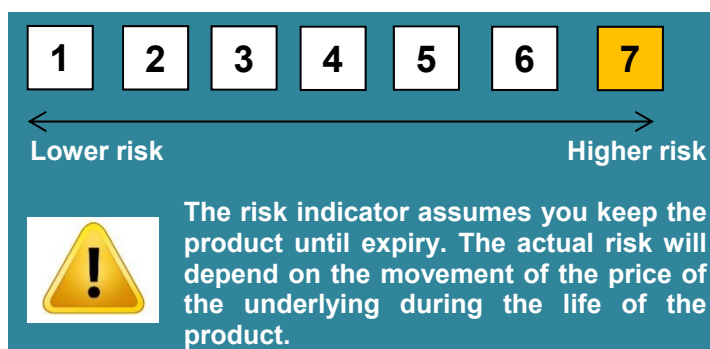 1 2 3 4 5 6 7
Lower risk Higher risk
!
The risk indicator assumes you keep the
product until expiry. The actual risk will
depend on the movement of the price of
the underlying during the life of the
product.